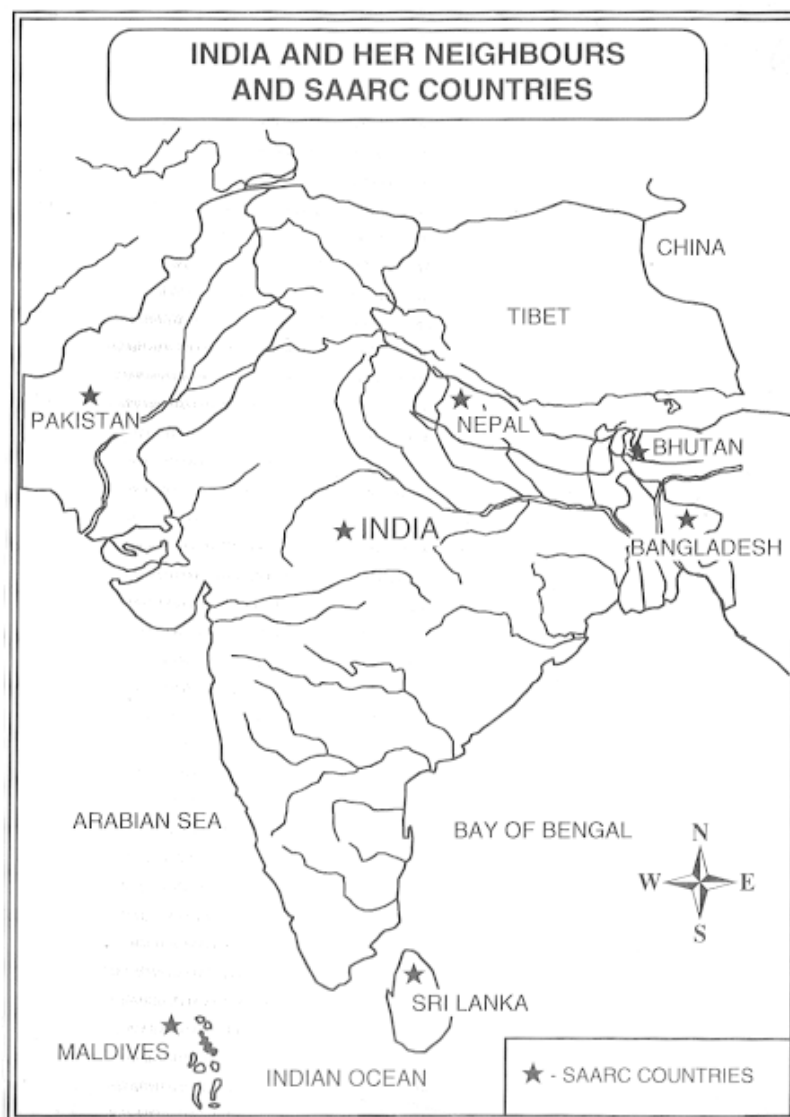 INDIA AND HER NEIGHBOURS
AND SAARC COUNTRIES
CHINA
TIBET
PAKISTAN
NEPAL
BHUTAN
INDIA
BANGLADESH
ARABIAN SEA
BAY OF BENGAL
N
W
E
S
SRI LANKA
MALDIVES
INDIAN OCEAN
★ - SAARC COUNTRIES